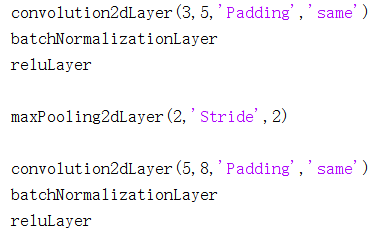 convolution2dLayer(3,5,'Padding','same')
batchNormalizationLayer
reluLayer
maxPooling2dLayer(2,'Stride',2)
convolution2dLayer(5,8,'Padding','same')
batchNormalizationLayer
reluLayer